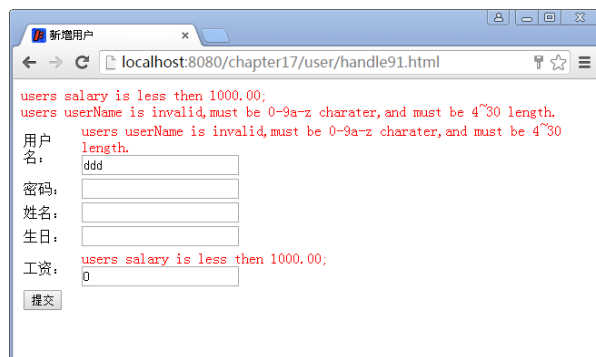 新增用户
localhost:8080/chapter17/user/handle91.html
users salary is less then 1000.00;
users userName is invalid,must be 0-9a-z charater,and must be 4~30 length.
用户
名：
users userName is invalid,must be 0-9a-z charater,and must be 4~30
length.
ddd
密码：
姓名：
生日：
users salary is less then 1000.00;
工资：
0
提交